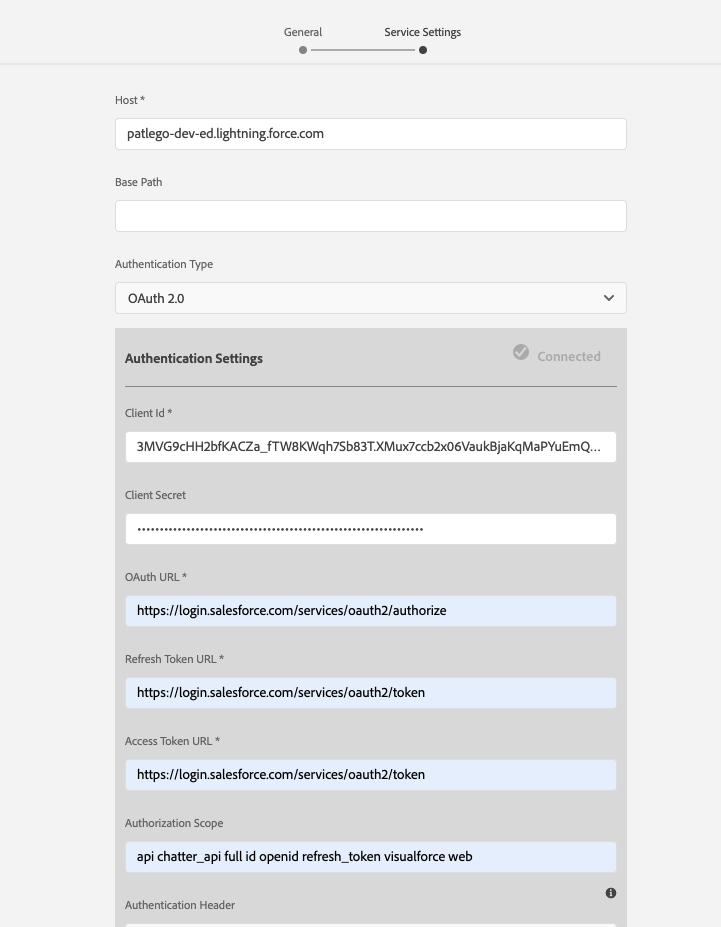 General
Service Settings
Host *
patlego-dev-ed.lightning.force.com
Base Path
Authentication Type
OAuth 2.0
Authentication Settings
Connected
Client Id *
3MVG9cHH2bfKACZa_fTW8KWqh7Sb83T.XMux7ccb2x06VaukBjaKqMaPYuEmQ...
Client Secret
OAuth URL *
https://login.salesforce.com/services/oauth2/authorize
Refresh Token URL *
https://login.salesforce.com/services/oauth2/token
Access Token URL *
https://login.salesforce.com/services/oauth2/token
Authorization Scope
api chatter_api full id openid refresh_token visualforce web
Authentication Header